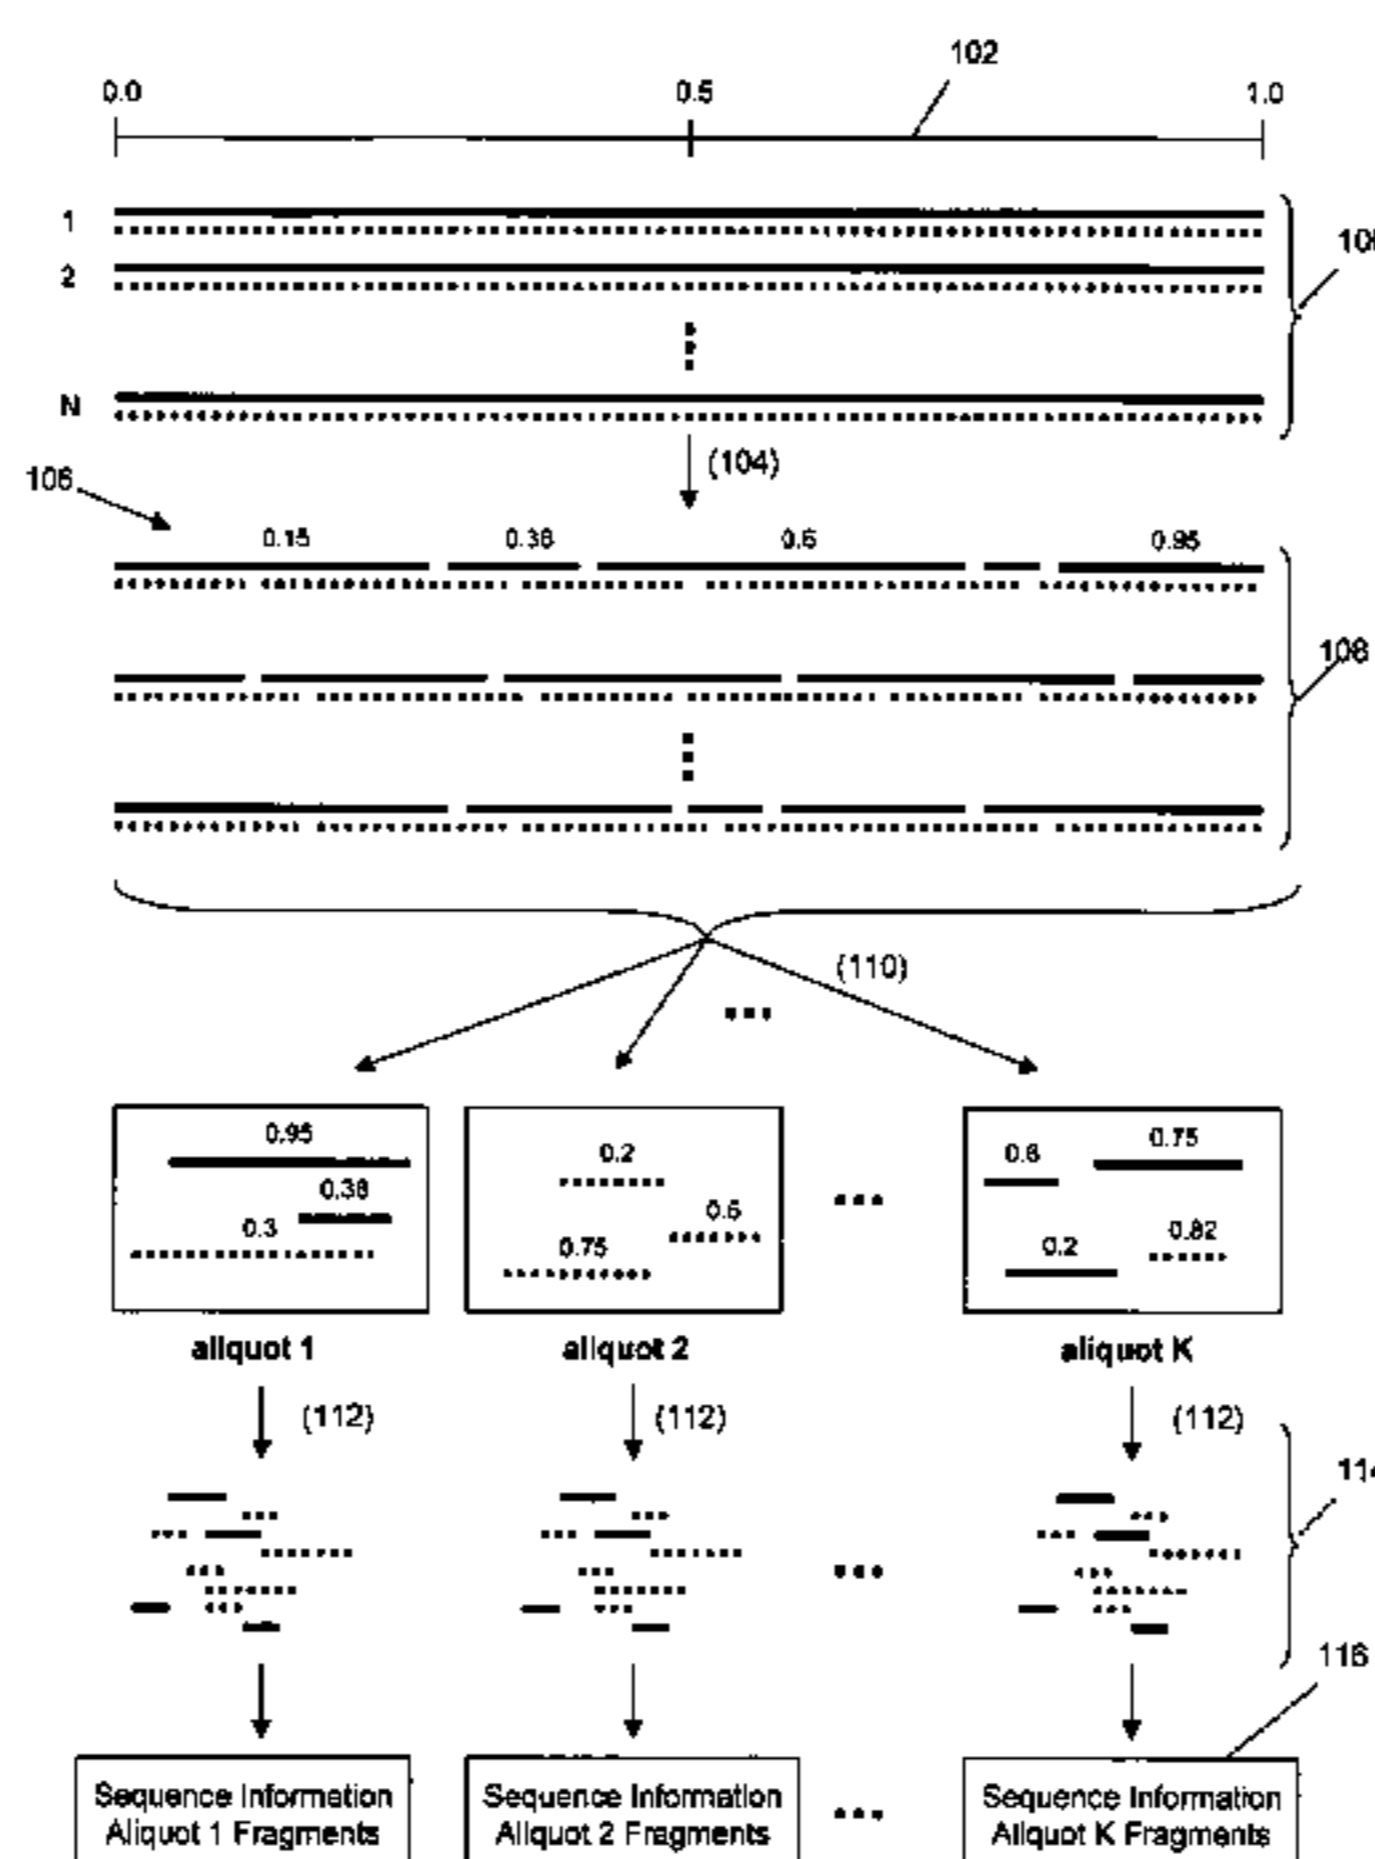 102
0.0 0.5 1.0
1
2
N
(104)
106
0.15 0.38 0.6 0.95
108
(110)
0.95
0.38
0.3
0.2
0.6
0.75
0.6 0.75
0.2 0.82
aliquot 1 aliquot 2 aliquot K
(112) (112) (112)
116
Sequence Information Sequence Information Sequence Information
Aliquot 1 Fragments Aliquot 2 Fragments Aliquot K Fragments